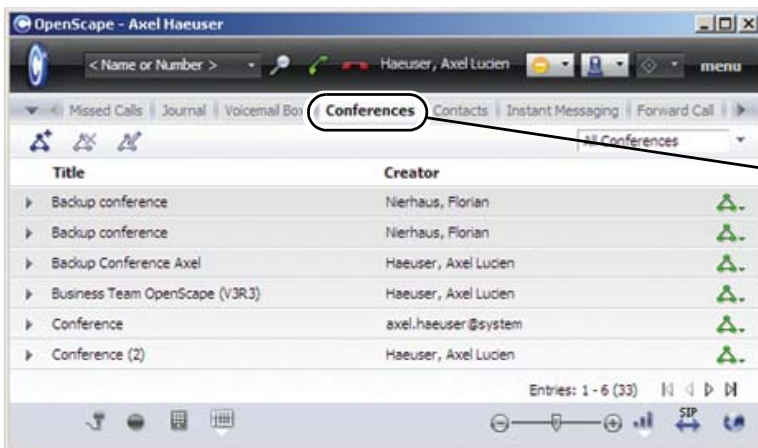 OpenScape - Axel Haeuser
< Name or Number > Haeuser, Axel Lucien menu
Missed Calls Journal Voicemail Box Conferences Contacts Instant Messaging Forward Call
All Conferences
Title Creator
Backup conference Nierhaus, Florian
Backup conference Nierhaus, Florian
Backup Conference Axel Haeuser, Axel Lucien
Business Team OpenScape (V3R3) Haeuser, Axel Lucien
Conference axel.haeuser@system
Conference (2) Haeuser, Axel Lucien
Entries: 1 - 6 (33)
SIP